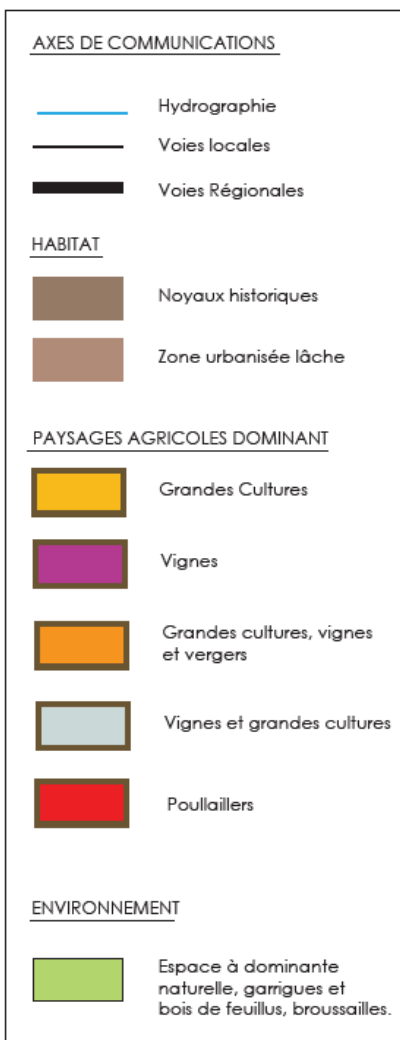 AXES DE COMMUNICATIONS
Hydrographie
Voies locales
Voies Régionales
HABITAT
Noyaux historiques
Zone urbanisée lâche
PAYSAGES AGRICOLES DOMINANT
Grandes Cultures
Vignes
Grandes cultures, vignes
et vergers
Vignes et grandes cultures
Poullaillers
ENVIRONNEMENT
Espace à dominante
naturelle, garrigues et
bois de feuillus, broussailles.